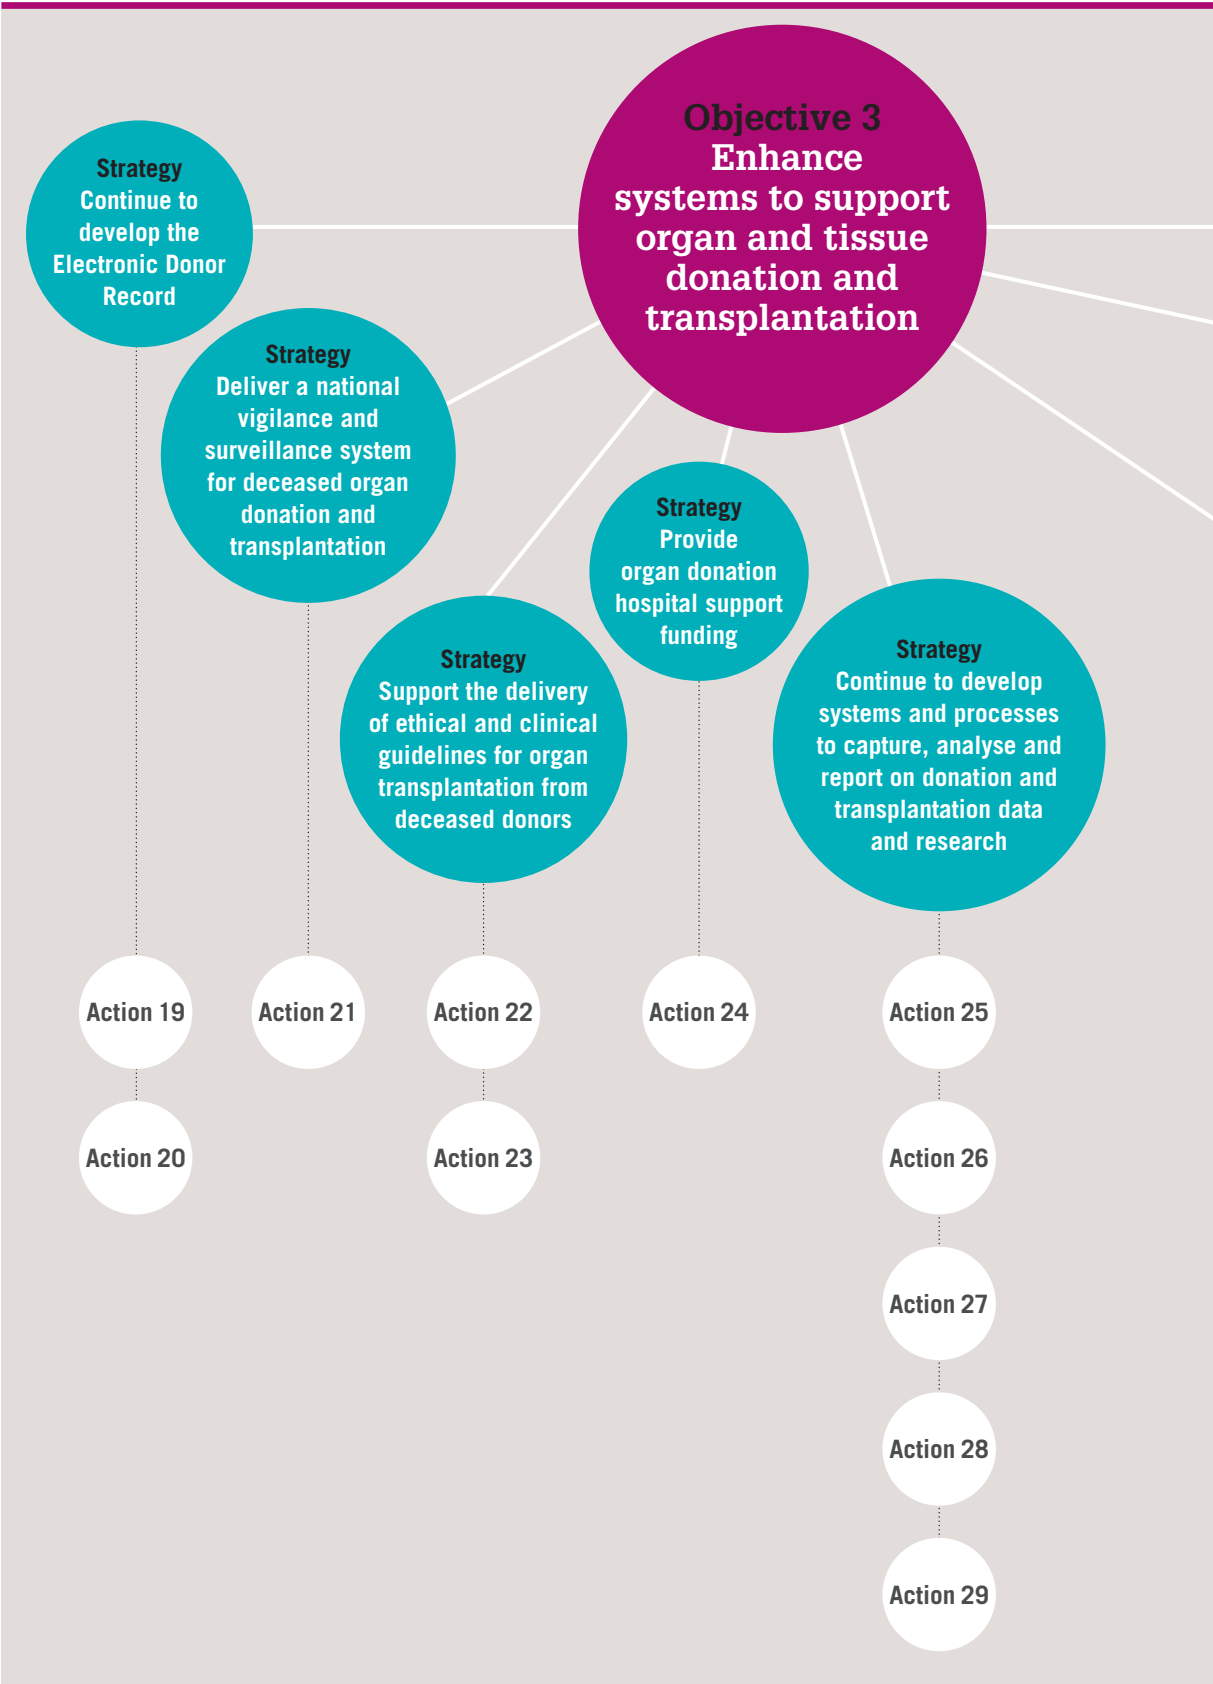 Objective 3
Enhance
systems to support
organ and tissue
donation and
transplantation
Strategy
Continue to
develop the
Electronic Donor
Record
Strategy
Deliver a national
vigilance and
surveillance system
for deceased organ
donation and
transplantation
Strategy
Support the delivery
of ethical and clinical
guidelines for organ
transplantation from
deceased donors
Strategy
Provide
organ donation
hospital support
funding
Strategy
Continue to develop
systems and processes
to capture, analyse and
report on donation and
transplantation data
and research
Action 19
Action 21
Action 22
Action 24
Action 25
Action 20
Action 23
Action 26
Action 27
Action 28
Action 29